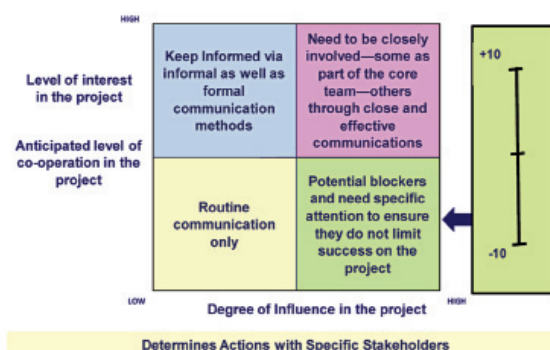 HIGH
Keep Informed via
informal as well as
formal
communication
methods
Need to be closely
involved—some as
part of the core
team—others
through close and
effective
communications
+10
Level of interest
in the project
Anticipated level of
co-operation in the
project
Routine
communication
only
Potential blockers
and need specific
attention to ensure
they do not limit
success on the
project
-10
LOW
Degree of Influence in the project
HIGH
Determines Actions with Specific Stakeholders